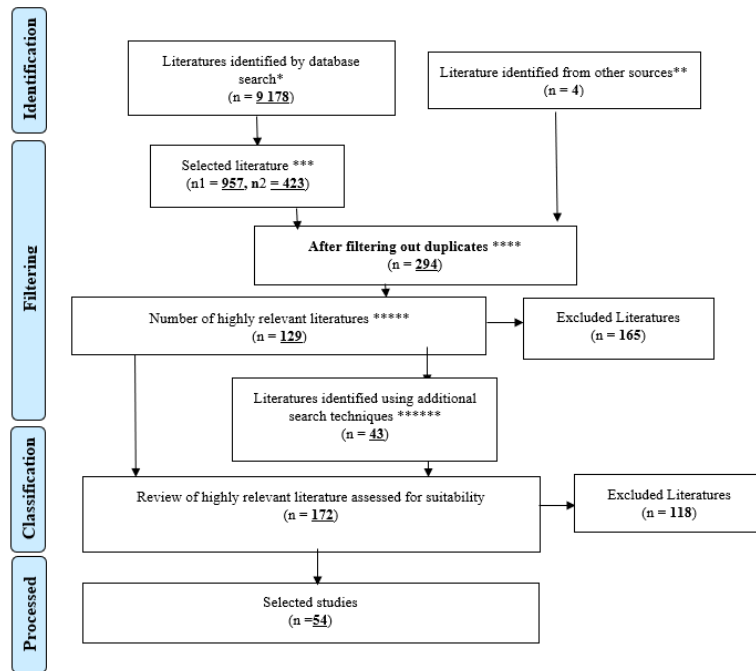 Identification
Literatures identified by database
search*
(n = 9 178)
Literature identified from other sources**
(n = 4)
Filtering
Selected literature ***
(n1 = 957, n2 = 423)
After filtering out duplicates ****
(n = 294)
Number of highly relevant literatures *****
(n = 129)
Excluded Literatures
(n = 165)
Literatures identified using additional
search techniques ******
(n = 43)
Classification
Review of highly relevant literature assessed for suitability
(n = 172)
Excluded Literatures
(n = 118)
Processed
Selected studies
(n =54)